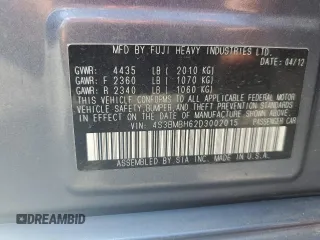 MFD BY FUJI HEAVY INDUSTRIES LTD.
DATE: 04/12
GVWR: 4435 LB ( 2010 KG)
GAWR: F 2360 LB ( 1070 KG)
GAWR: R 2340 LB ( 1060 KG)
THIS VEHICLE CONFORMS TO ALL APPLICABLE
FEDERAL MOTOR VEHICLE
SAFETY, BUMPER, AND THEFT PREVENTION
STANDARDS IN EFFECT ON THE DATE OF
MANUFACTURE SHOWN ABOVE.
VIN: 4S3BMBH62D3002015
PASSENGER CAR
ASSEMBLED BY SIA INC. MADE IN U.S.A.
DREAMBID